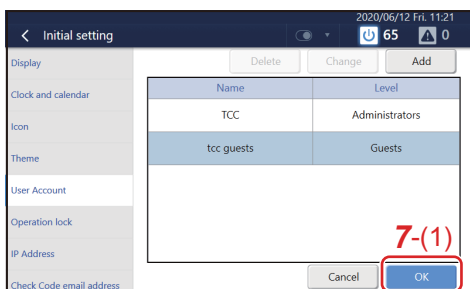 2020/06/12 Fri. 11:21
Initial setting
65
0
Display
Delete
Change
Add
Clock and calendar
Name
Level
Icon
TCC
Administrators
Theme
tcc guests
Guests
User Account
Operation lock
7-(1)
IP Address
Cancel
OK
Check Code email address